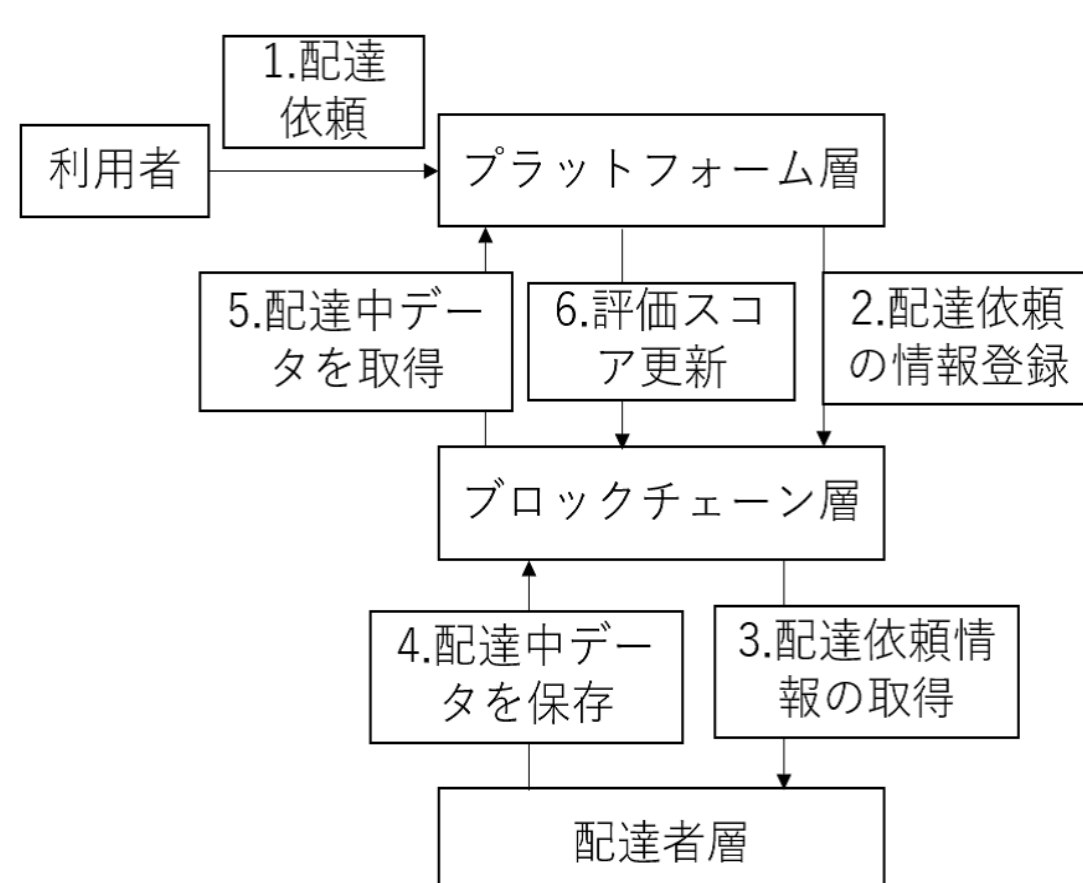 1.配達
依頼
利用者
プラットフォーム層
5.配達中デー
タを取得
6.評価スコ
ア更新
2.配達依頼
の情報登録
ブロックチェーン層
4.配達中デー
タを保存
3.配達依頼情
報の取得
配達者層